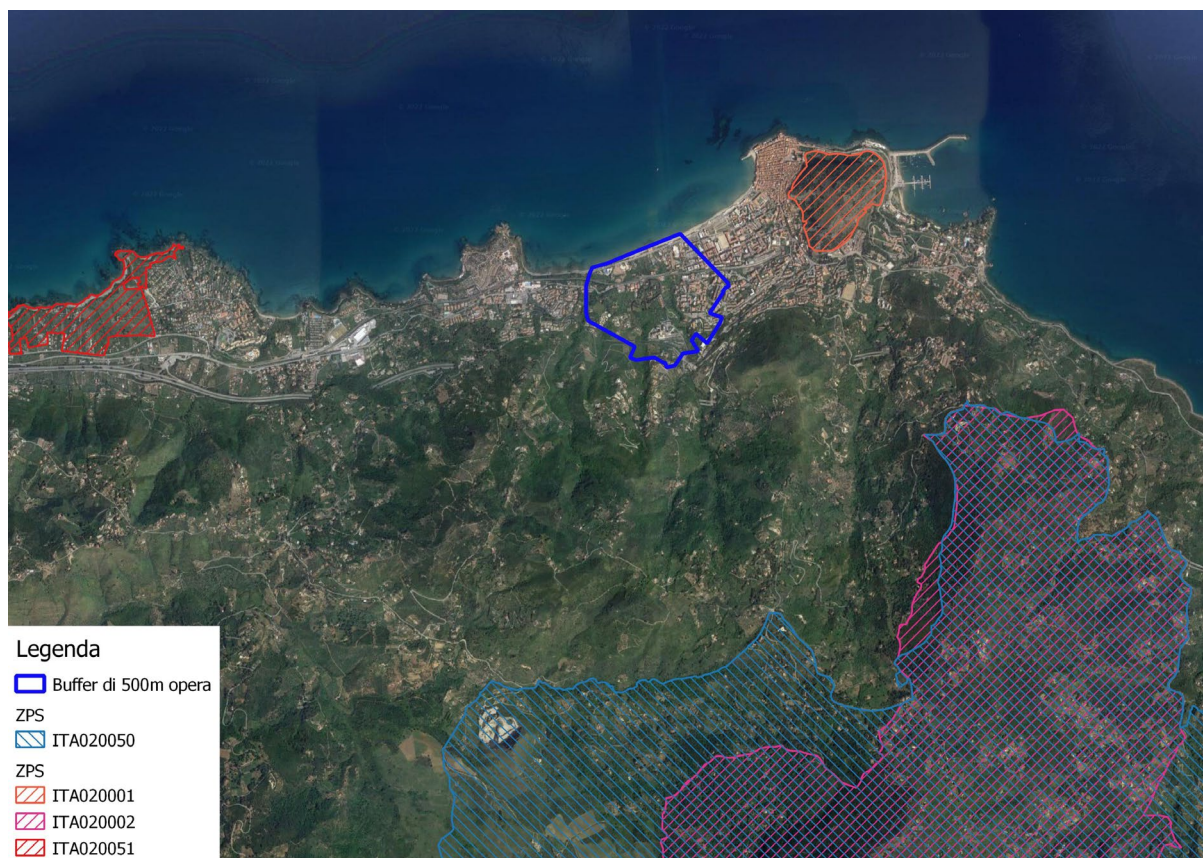 Legenda
Buffer di 500m opera
ZPS
ITA020050
ZPS
ITA020001
ITA020002
ITA020051